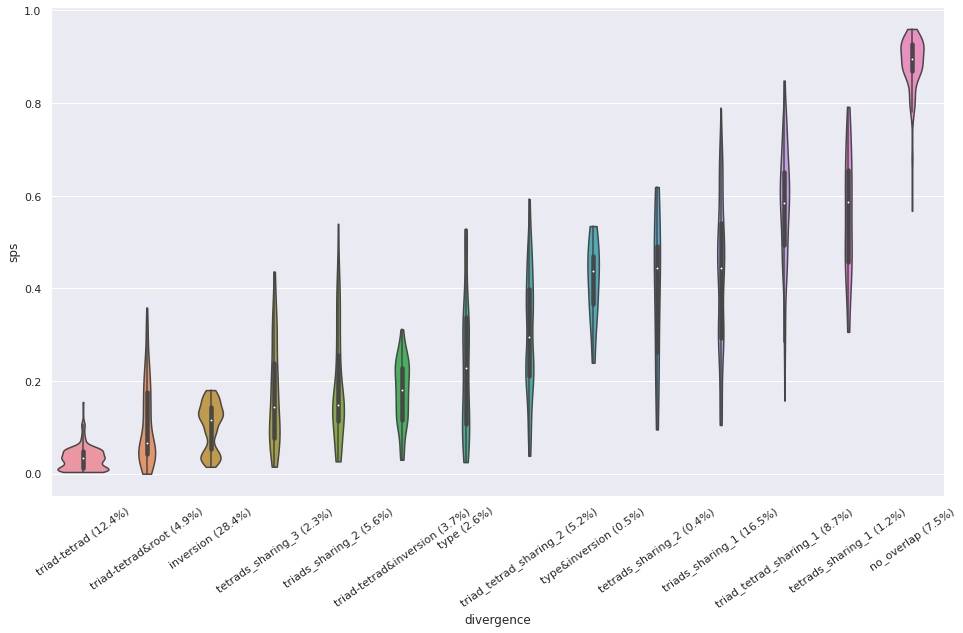 1.0
0.8
0.6
0.4
0.2
0.0
sps
triad-tetrad (12.4%)
triad-tetrad&root (4.9%)
inversion (28.4%)
tetrads_sharing_3 (2.3%)
triads_sharing_2 (5.6%)
triad-tetrad&inversion (3.7%)
type (2.6%)
triad_tetrad_sharing_2 (5.2%)
type&inversion (0.5%)
tetrads_sharing_2 (0.4%)
triads_sharing_1 (16.5%)
triad_tetrad_sharing_1 (8.7%)
tetrads_sharing_1 (1.2%)
no_overlap (7.5%)
divergence